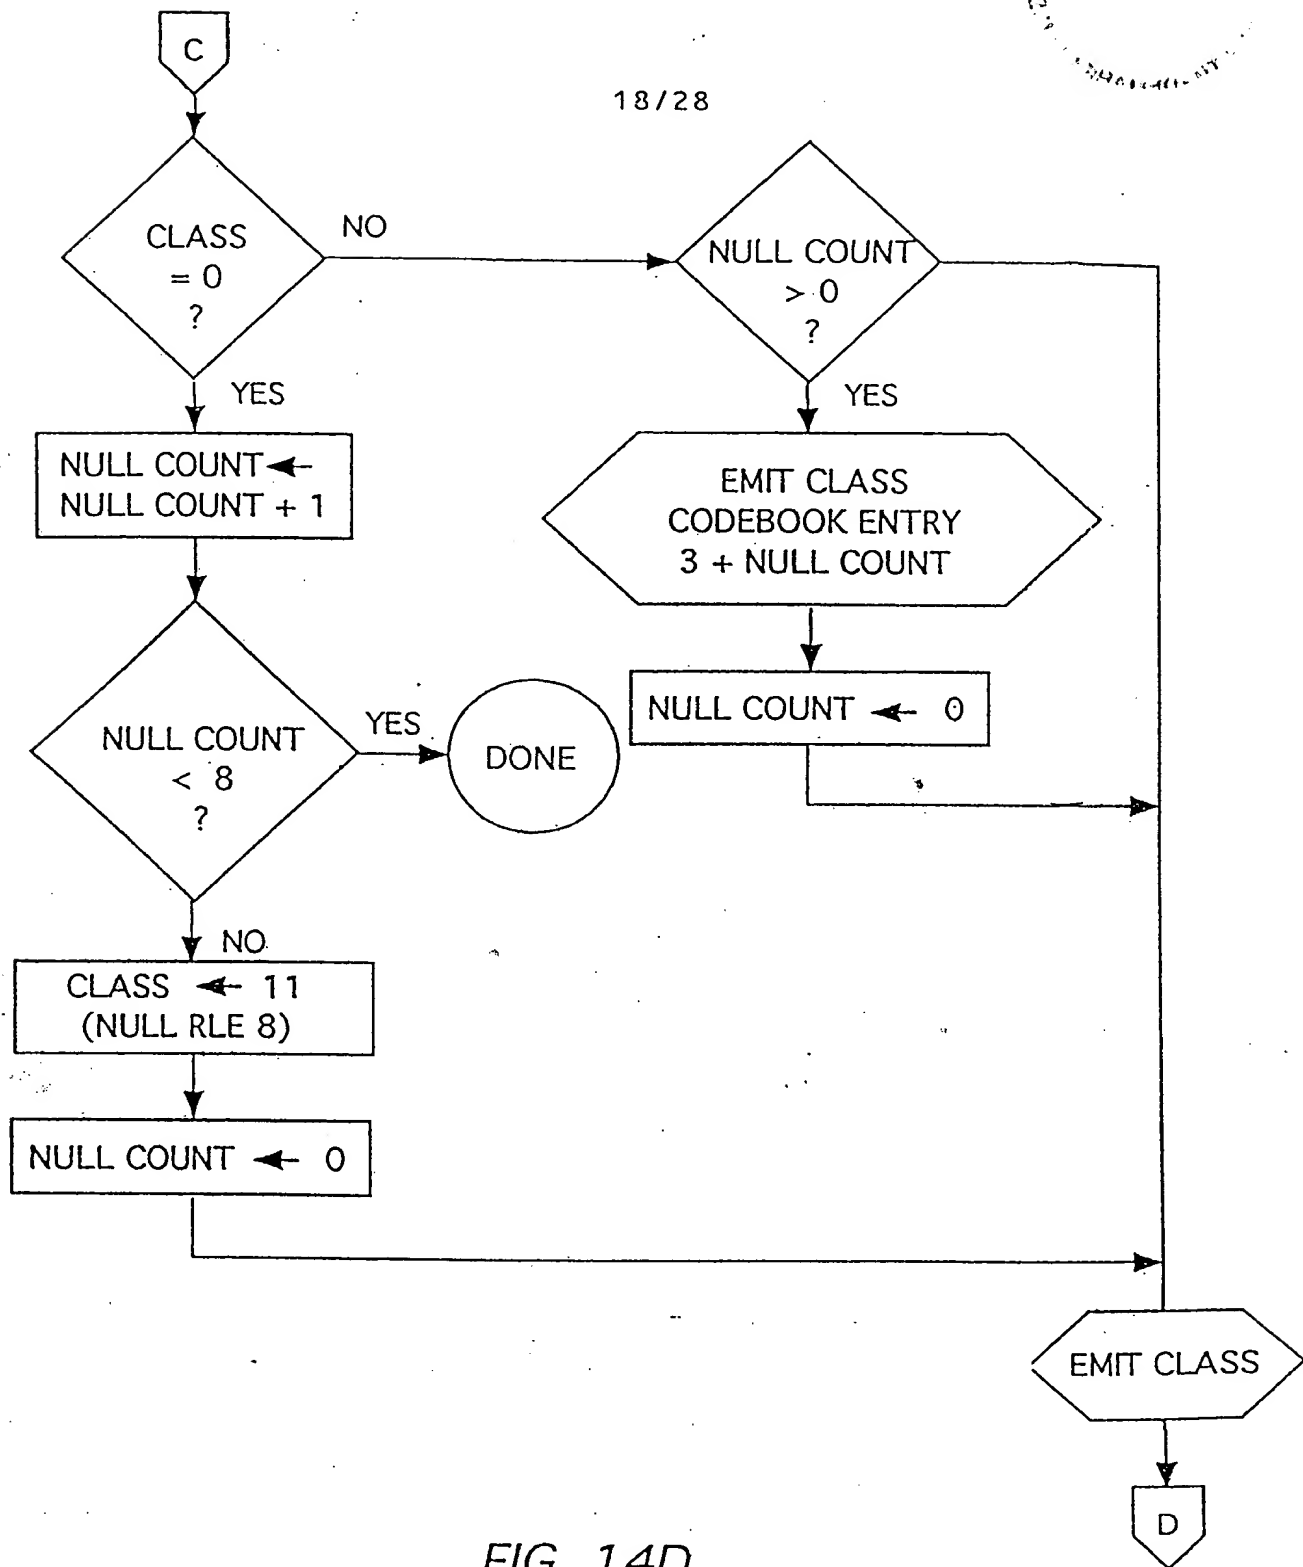 C
18/28
CLASS
= 0
?
NO
NULL COUNT
> 0
?
YES
YES
NULL COUNT ←
NULL COUNT + 1
EMIT CLASS
CODEBOOK ENTRY
3 + NULL COUNT
NULL COUNT ← 0
NULL COUNT
< 8
?
YES
DONE
NO
CLASS ← 11
(NULL RLE 8)
NULL COUNT ← 0
EMIT CLASS
D
FIG. 14D